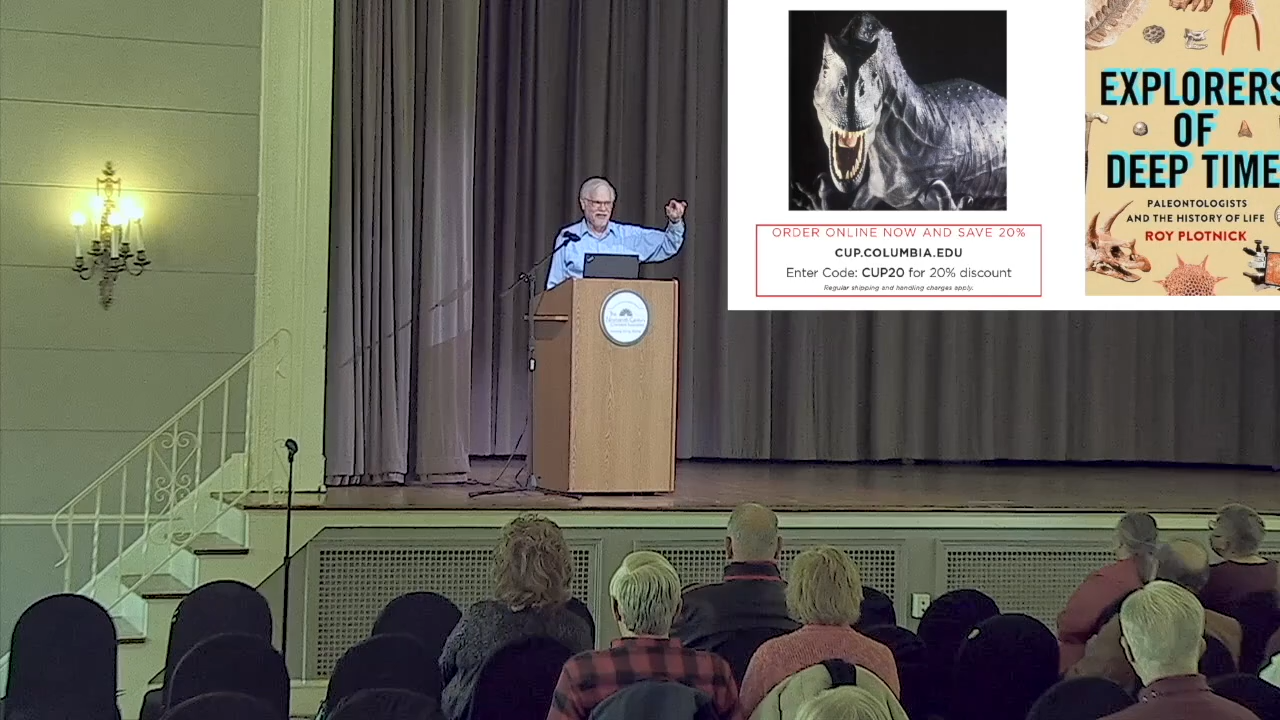 ORDER ONLINE NOW AND SAVE 20%
CUP.COLUMBIA.EDU
Enter Code: CUP20 for 20% discount
Regular shipping and handling charges apply.
EXPLORERS
OF
DEEP TIME
PALEONTOLOGISTS
AND THE HISTORY OF LIFE
ROY PLOTNICK
The